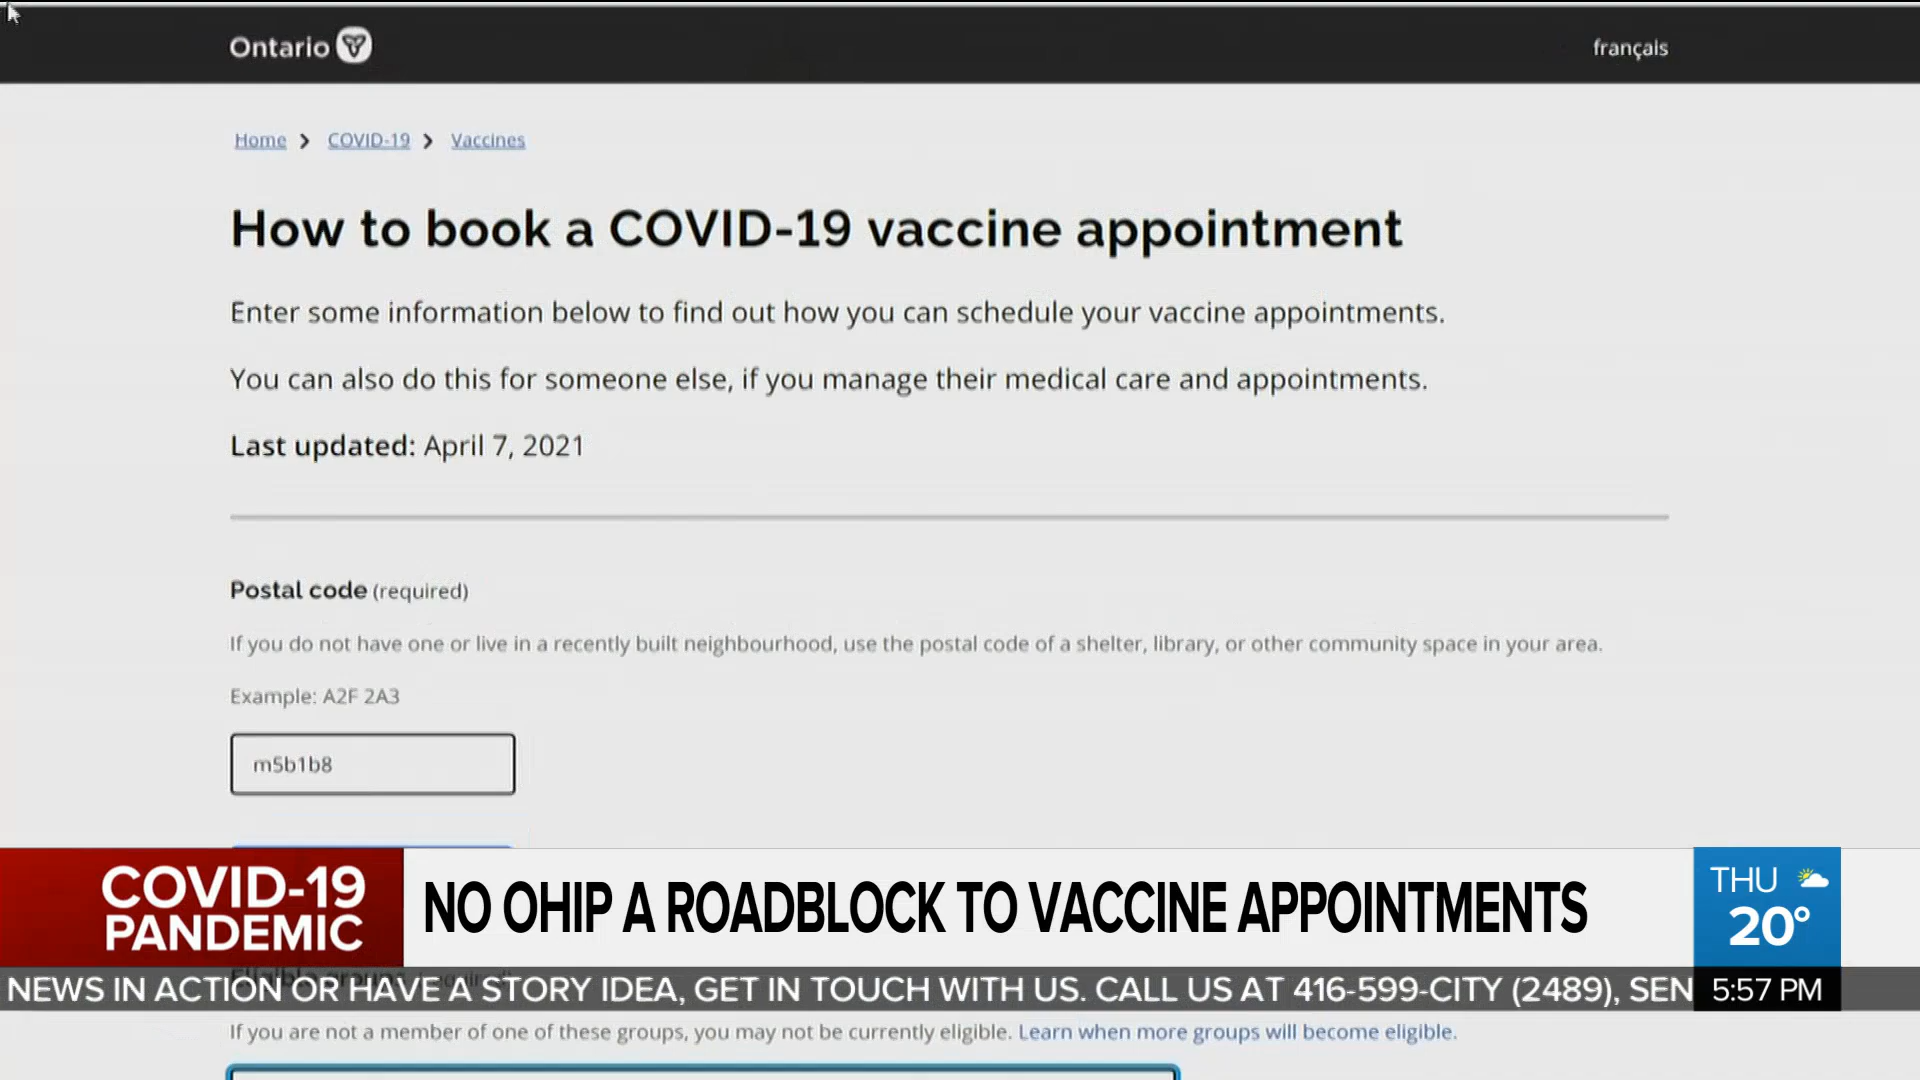 Ontario
français
Home > COVID-19 > Vaccines
How to book a COVID-19 vaccine appointment
Enter some information below to find out how you can schedule your vaccine appointments.
You can also do this for someone else, if you manage their medical care and appointments.
Last updated: April 7, 2021
Postal code (required)
If you do not have one or live in a recently built neighbourhood, use the postal code of a shelter, library, or other community space in your area.
Example: A2F 2A3
m5b1b8
COVID-19
PANDEMIC
NO OHIP A ROADBLOCK TO VACCINE APPOINTMENTS
THU
20°
NEWS IN ACTION OR HAVE A STORY IDEA, GET IN TOUCH WITH US. CALL US AT 416-599-CITY (2489), SEN
5:57 PM
If you are not a member of one of these groups, you may not be currently eligible. Learn when more groups will become eligible.